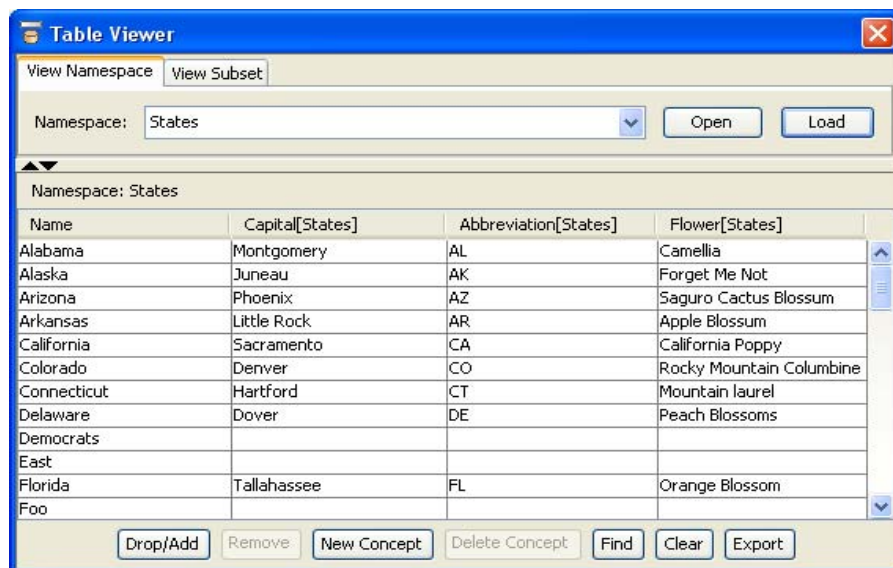 Table Viewer
View Namespace View Subset
Namespace: States Open Load
Namespace: States
Name Capital[States] Abbreviation[States] Flower[States]
Alabama Montgomery AL Camellia
Alaska Juneau AK Forget Me Not
Arizona Phoenix AZ Saguro Cactus Blossum
Arkansas Little Rock AR Apple Blossum
California Sacramento CA California Poppy
Colorado Denver CO Rocky Mountain Columbine
Connecticut Hartford CT Mountain laurel
Delaware Dover DE Peach Blossoms
Democrats
East
Florida Tallahassee FL Orange Blossom
Foo
Drop/Add Remove New Concept Delete Concept Find Clear Export